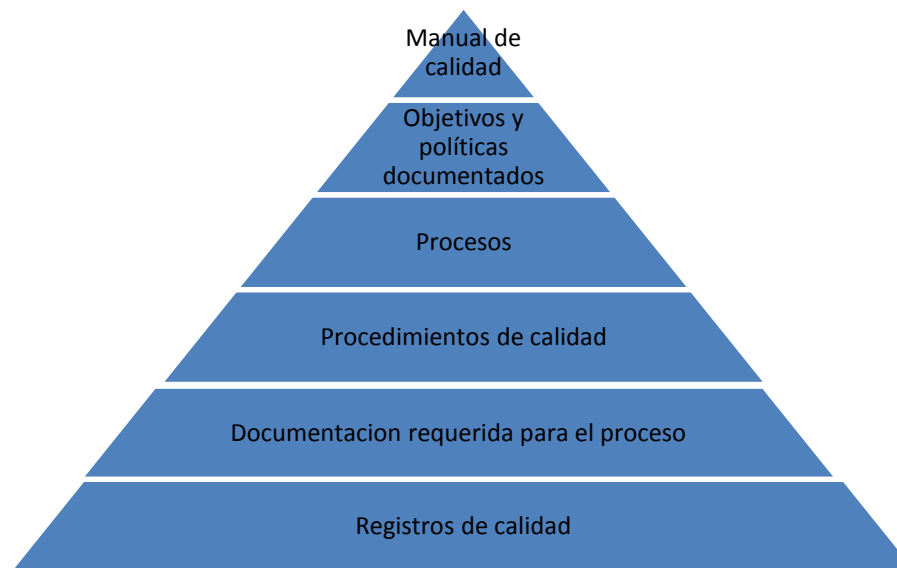 Manual de
calidad
Objetivos y
políticas
documentados
Procesos
Procedimientos de calidad
Documentacion requerida para el proceso
Registros de calidad